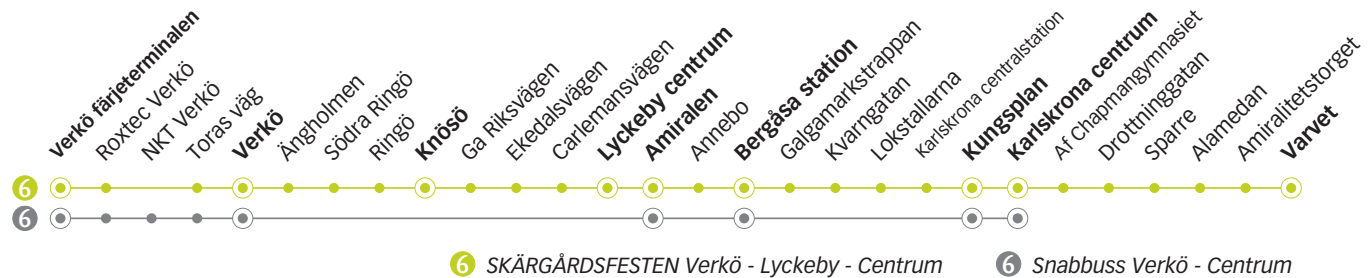 Verkö färjeterminalen
Roxtec Verkö
NKT Verkö
Toras väg
Verkö
Ängholmen
Södra Ringö
Ringö
Knösö
Ga Riksvägen
Ekedalsvägen
Carlemansvägen
Lyckeby centrum
Amiralen
Annebo
Bergåsa station
Galgamarkstrappan
Kvarngatan
Lokstallarna
Karlskrona centralstation
Kungsplan
Karlskrona centrum
Af Chapmangymnasiet
Drottninggatan
Sparre
Alamedan
Amiralitetstorget
Varvet
6
6
6 SKÄRGÅRDSFESTEN Verkö - Lyckeby - Centrum
6 Snabbuss Verkö - Centrum